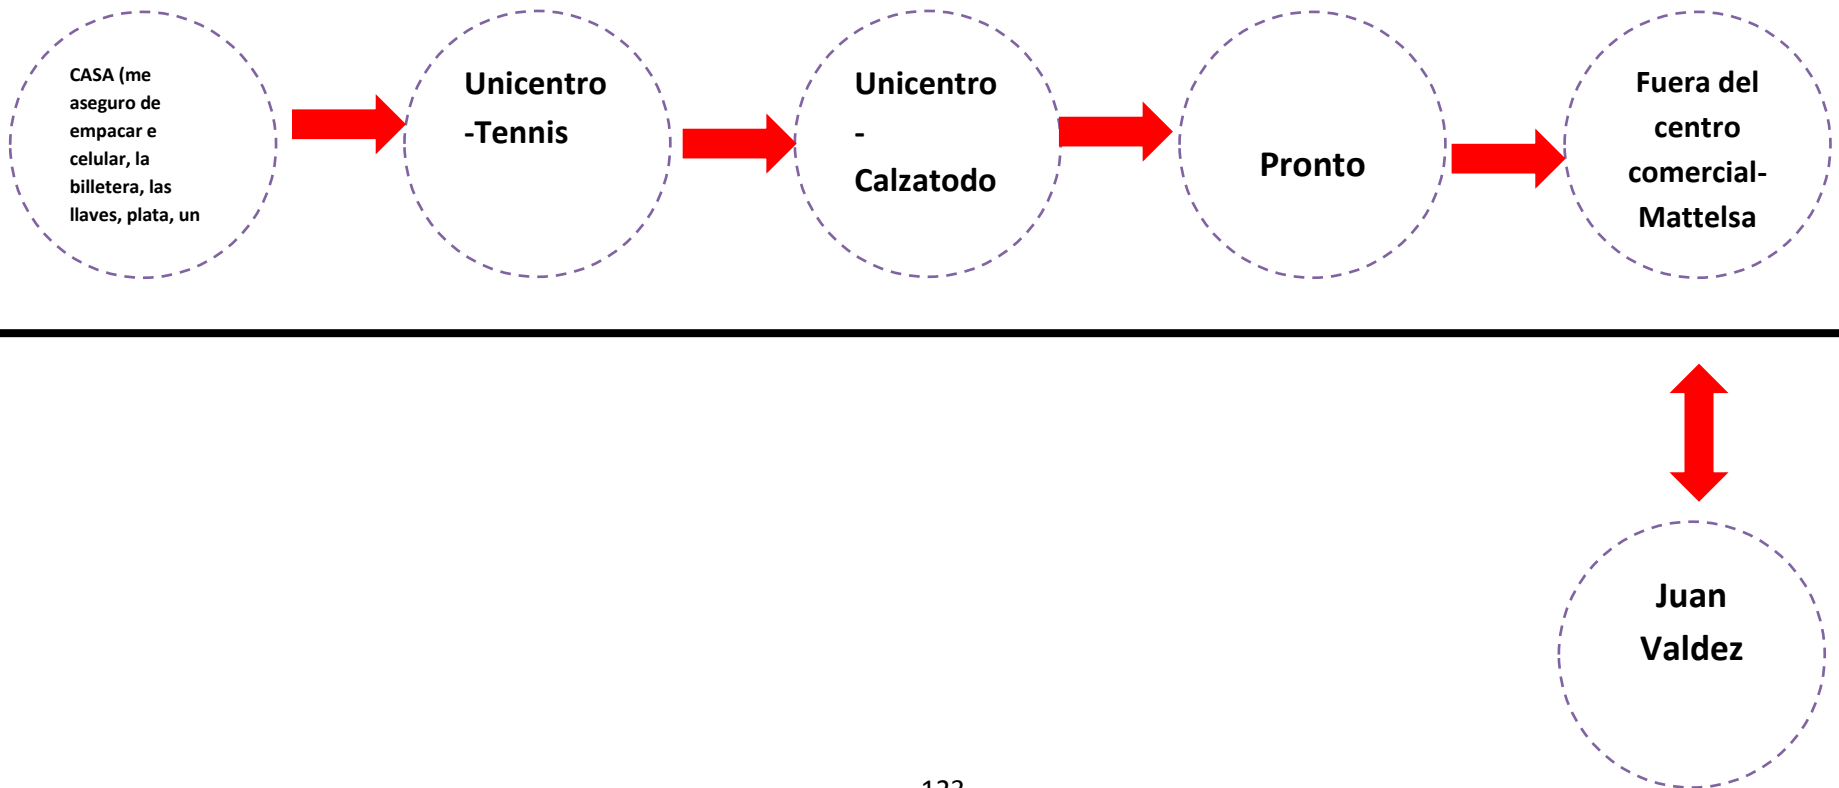 CASA (me
aseguro de
empacar e
celular, la
billetera, las
llaves, plata, un
Unicentro
-Tennis
Unicentro
-
Calzatodo
Pronto
Fuera del
centro
comercial-
Mattelsa
Juan
Valdez